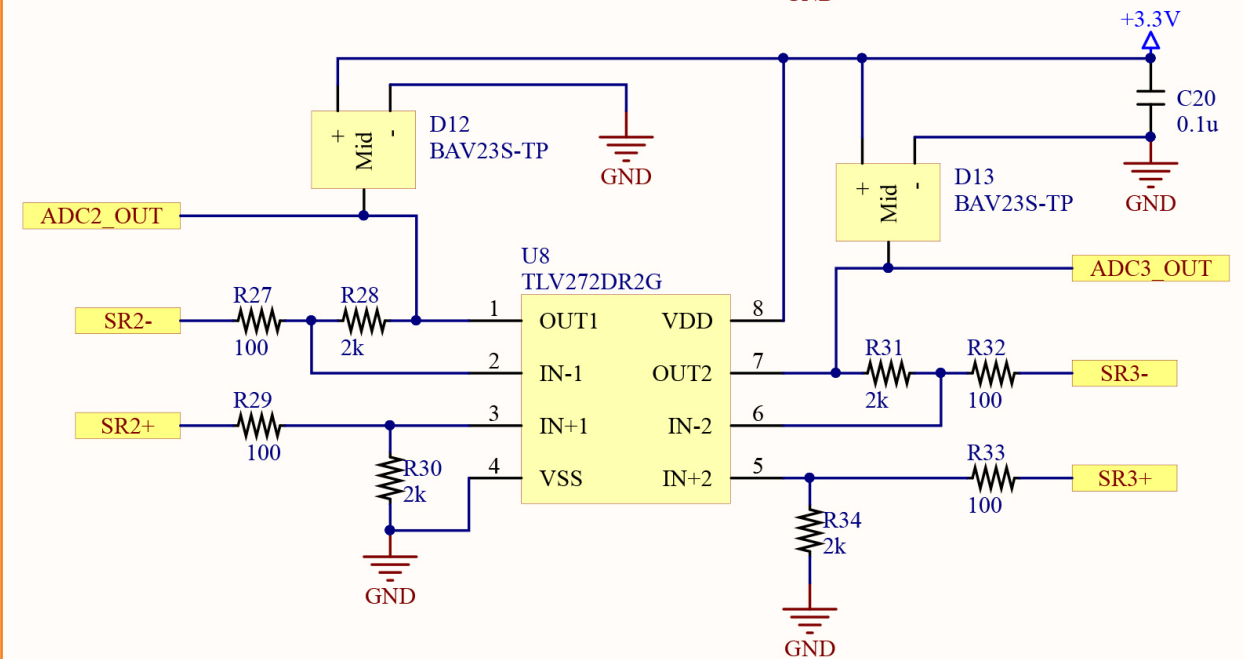 +3.3V
C20
0.1u
GND
+ Mid -
D12
BAV23S-TP
GND
+ Mid -
D13
BAV23S-TP
ADC2_OUT
ADC3_OUT
U8
TLV272DR2G
SR2-
R27
100
R28
2k
1
OUT1
VDD
8
2
IN-1
OUT2
7
R31
2k
R32
100
SR3-
SR2+
R29
100
3
IN+1
IN-2
6
R30
2k
4
VSS
IN+2
5
R33
100
SR3+
R34
2k
GND
GND